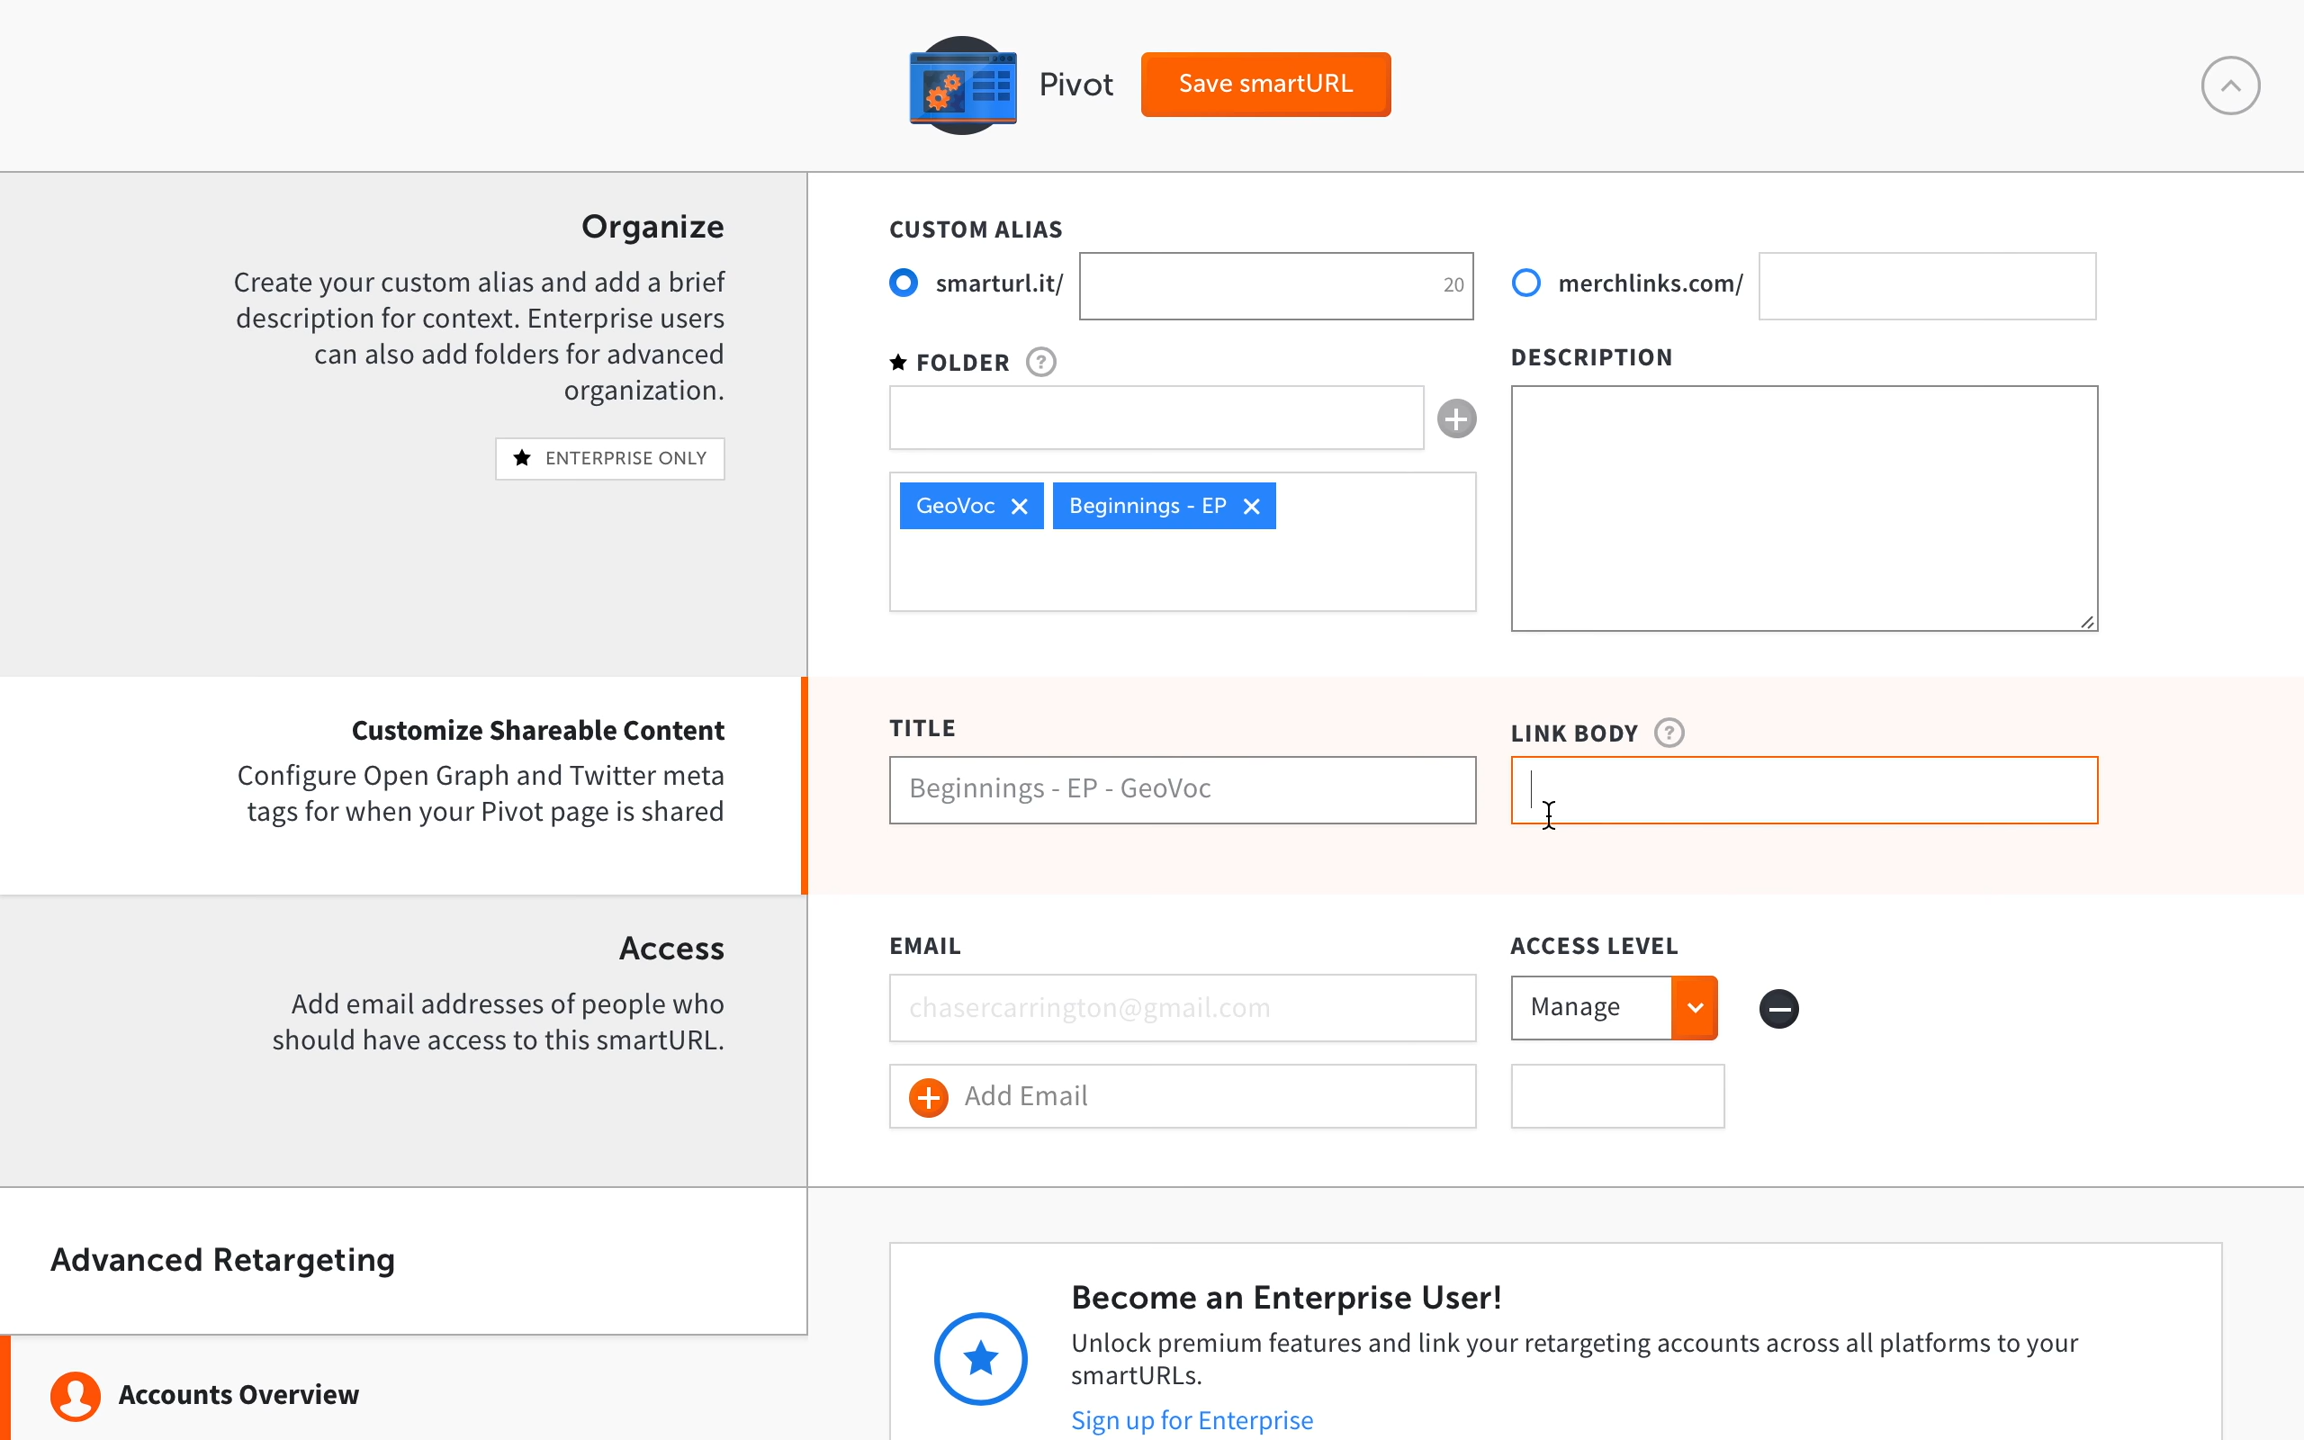 Pivot
Save smartURL
Organize
Create your custom alias and add a brief
description for context. Enterprise users
can also add folders for advanced
organization.
★ ENTERPRISE ONLY
CUSTOM ALIAS
smarturl.it/
20
merchlinks.com/
★ FOLDER ?
DESCRIPTION
GeoVoc ×
Beginnings - EP ×
Customize Shareable Content
Configure Open Graph and Twitter meta
tags for when your Pivot page is shared
TITLE
Beginnings - EP - GeoVoc
LINK BODY ?
Access
Add email addresses of people who
should have access to this smartURL.
EMAIL
chasercarrington@gmail.com
ACCESS LEVEL
Manage
Add Email
Advanced Retargeting
Accounts Overview
Become an Enterprise User!
Unlock premium features and link your retargeting accounts across all platforms to your
smartURLs.
Sign up for Enterprise